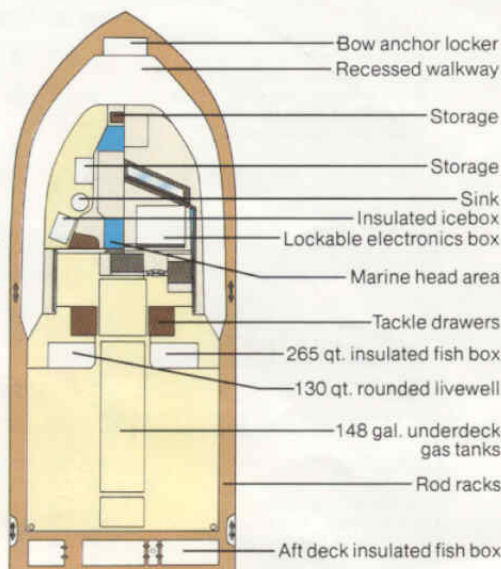 Bow anchor locker
Recessed walkway
Storage
Storage
Sink
Insulated icebox
Lockable electronics box
Marine head area
Tackle drawers
265 qt. insulated fish box
130 qt. rounded livewell
148 gal. underdeck
gas tanks
Rod racks
Aft deck insulated fish box